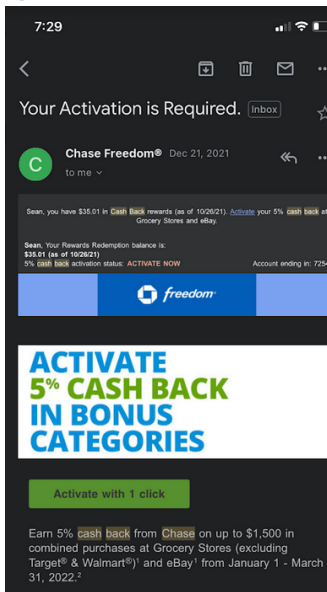 7:29
Your Activation is Required. Inbox
C
Chase Freedom® Dec 21, 2021
to me
Sean, you have $35.01 in Cash Back rewards (as of 10/26/21). Activate your 5% cash back at
Grocery Stores and eBay.
Sean, Your Rewards Redemption balance is:
$35.01 (as of 10/26/21)
5% cash back activation status: ACTIVATE NOW
Account ending in: 7254
freedom
ACTIVATE
5% CASH BACK
IN BONUS
CATEGORIES
Activate with 1 click
Earn 5% cash back from Chase on up to $1,500 in
combined purchases at Grocery Stores (excluding
Target® & Walmart®)¹ and eBay¹ from January 1 - March
31, 2022.²